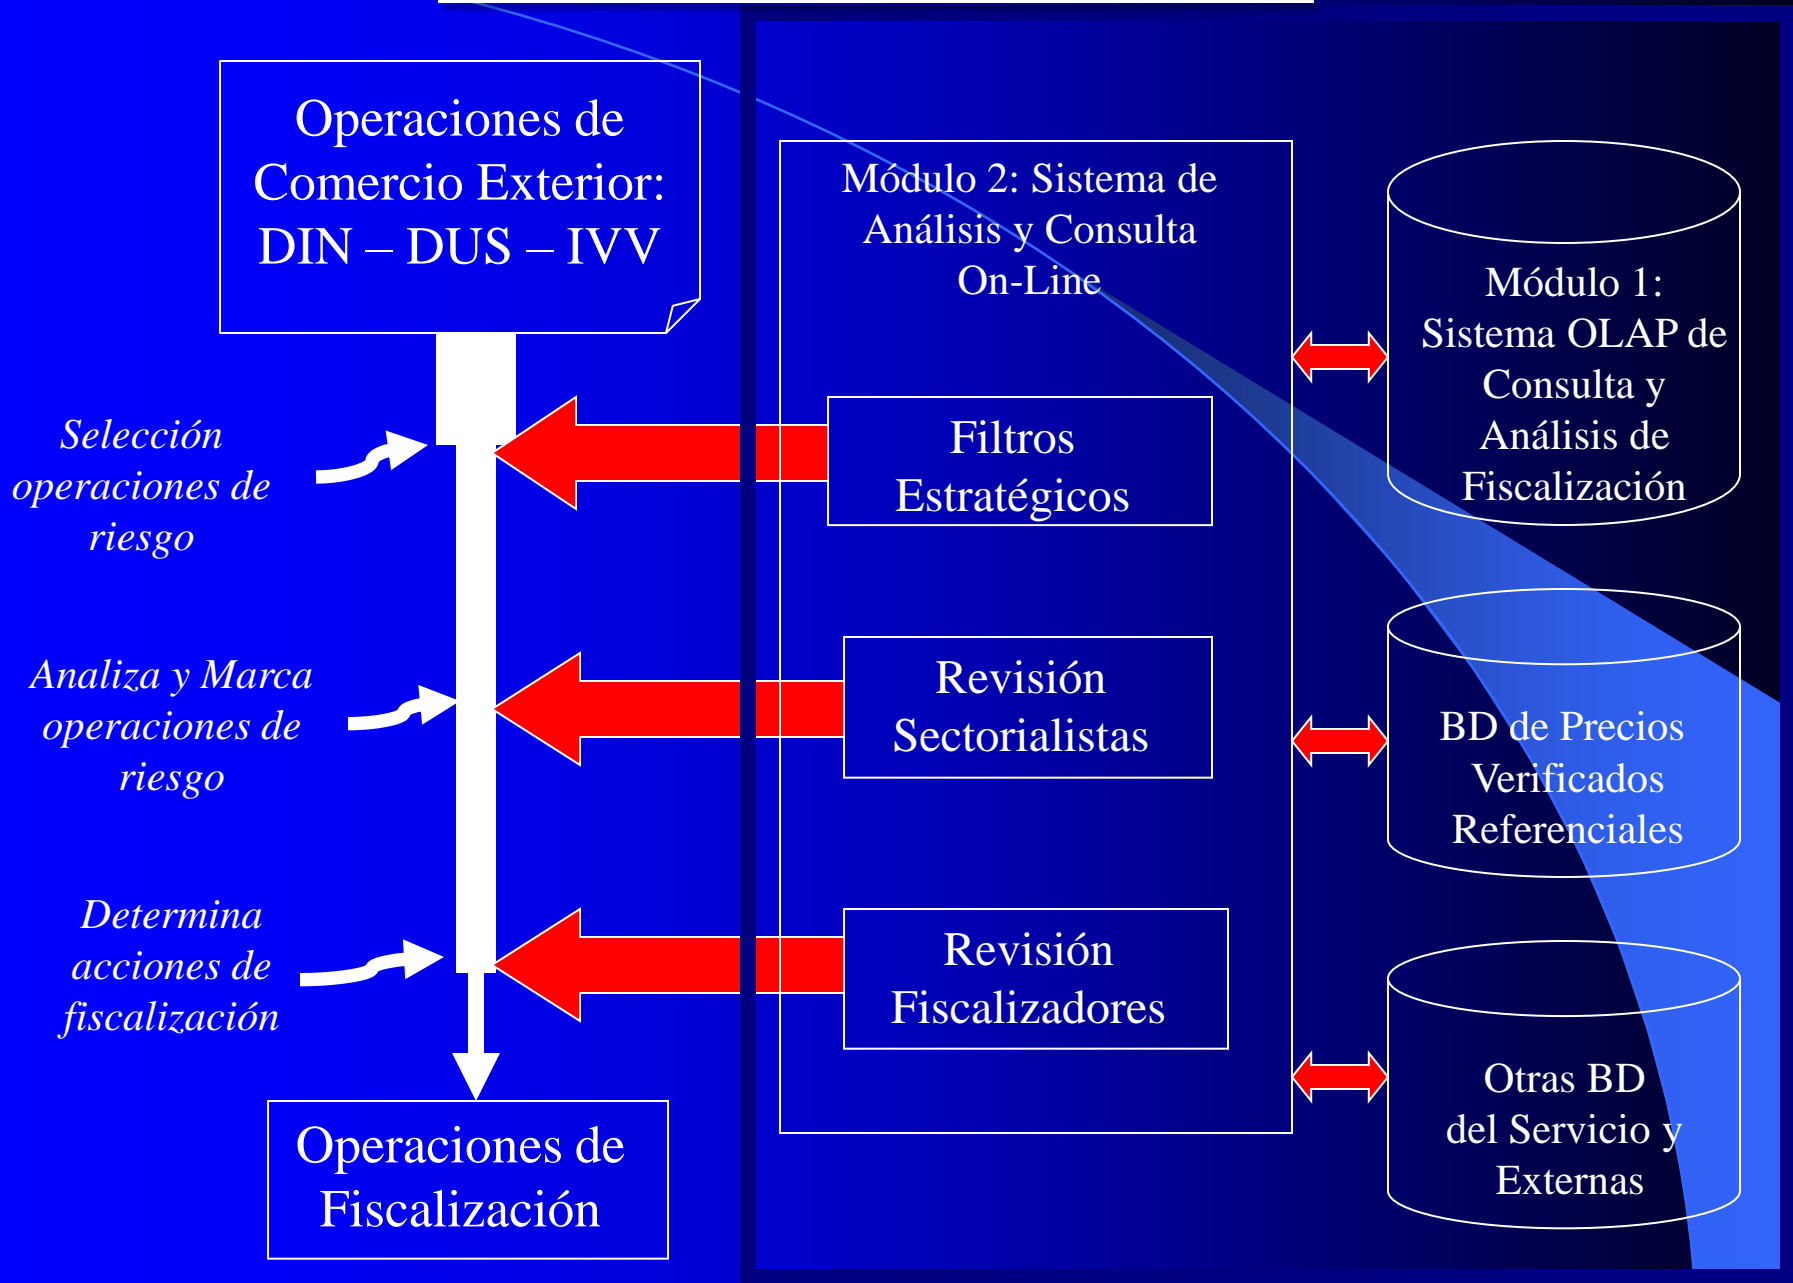 Operaciones de
Comercio Exterior:
DIN – DUS – IVV
Selección
operaciones de
riesgo
Analiza y Marca
operaciones de
riesgo
Determina
acciones de
fiscalización
Operaciones de
Fiscalización
Módulo 2: Sistema de
Análisis y Consulta
On-Line
Filtros
Estratégicos
Revisión
Sectorialistas
Revisión
Fiscalizadores
Módulo 1:
Sistema OLAP de
Consulta y
Análisis de
Fiscalización
BD de Precios
Verificados
Referenciales
Otras BD
del Servicio y
Externas